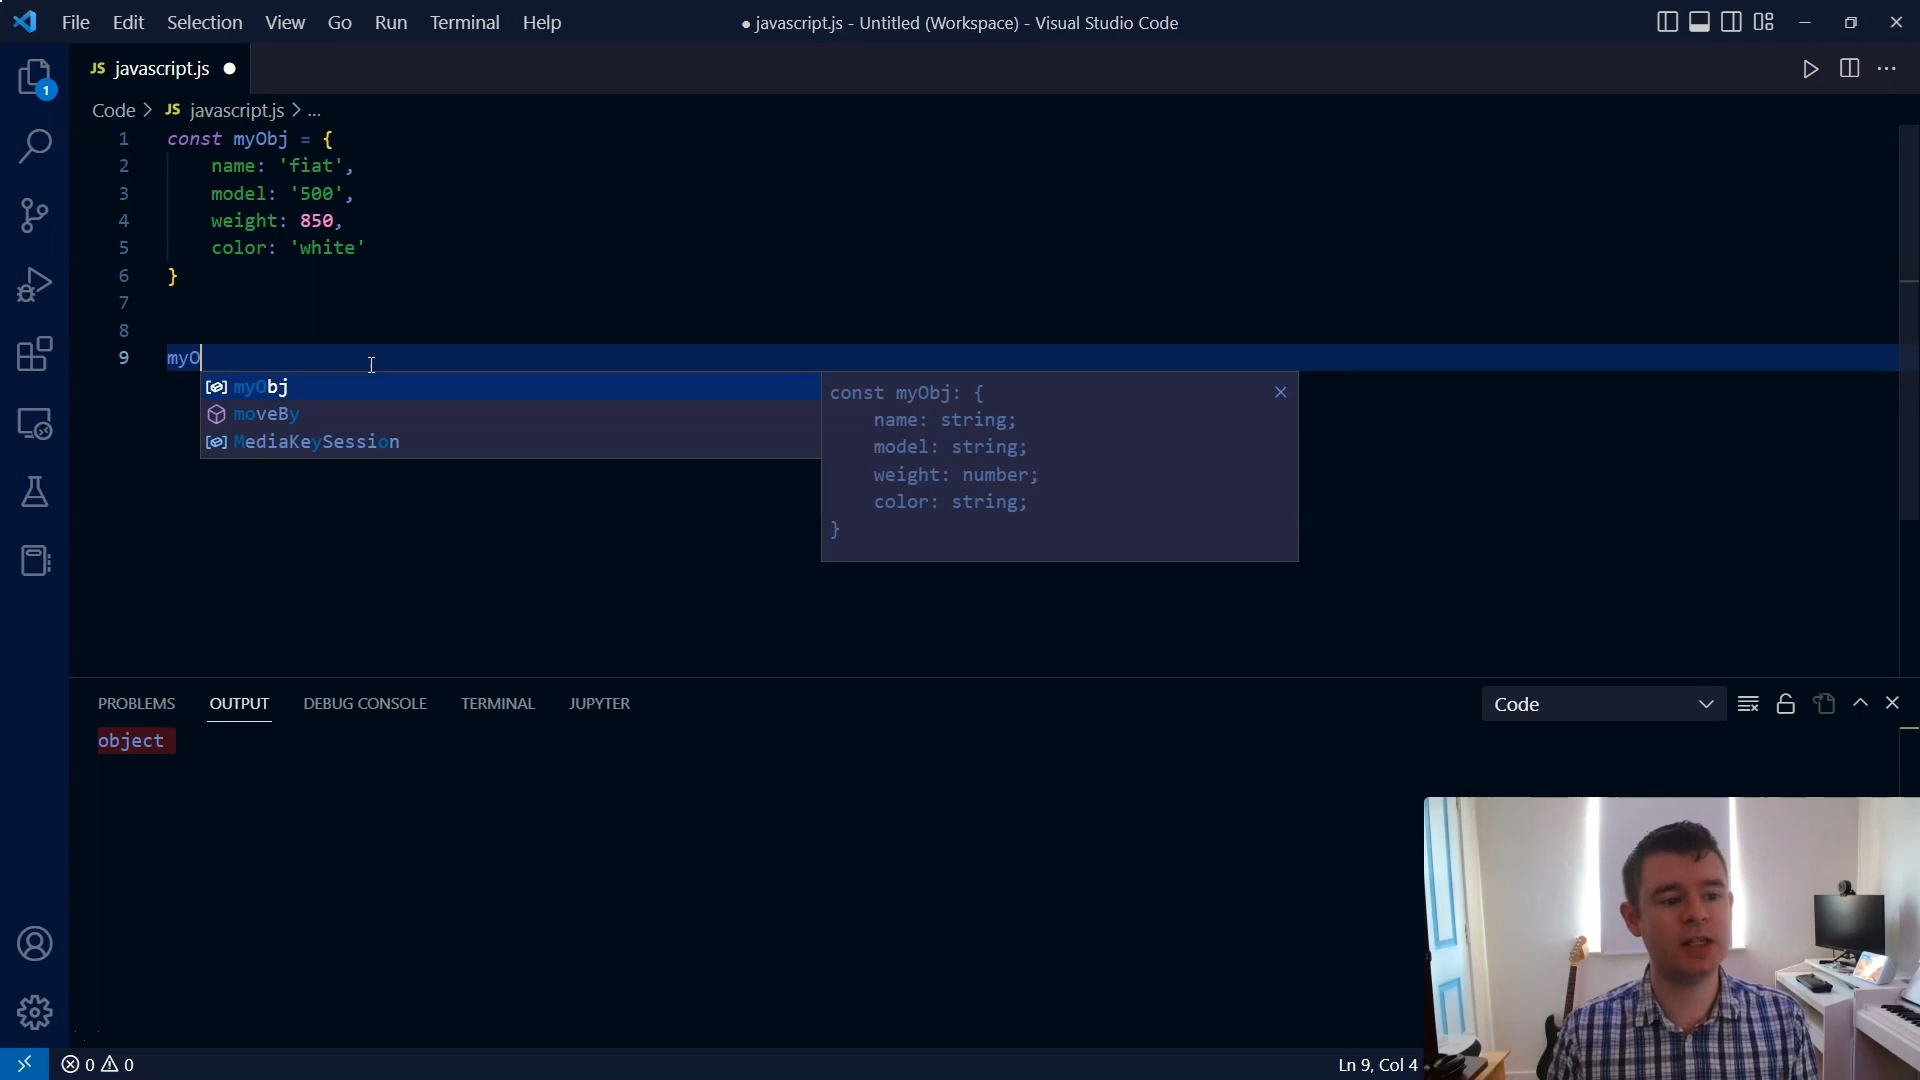 File Edit Selection View Go Run Terminal Help
● javascript.js - Untitled (Workspace) - Visual Studio Code
JS javascript.js ●
1
Code > JS javascript.js > ...
1 const myObj = {
2 name: 'fiat',
3 model: '500',
4 weight: 850,
5 color: 'white'
6 }
7
8
9 myO
myObj
moveBy
MediaKeySession
const myObj: {
name: string;
model: string;
weight: number;
color: string;
}
PROBLEMS OUTPUT DEBUG CONSOLE TERMINAL JUPYTER
Code
object
0 0
Ln 9, Col 4